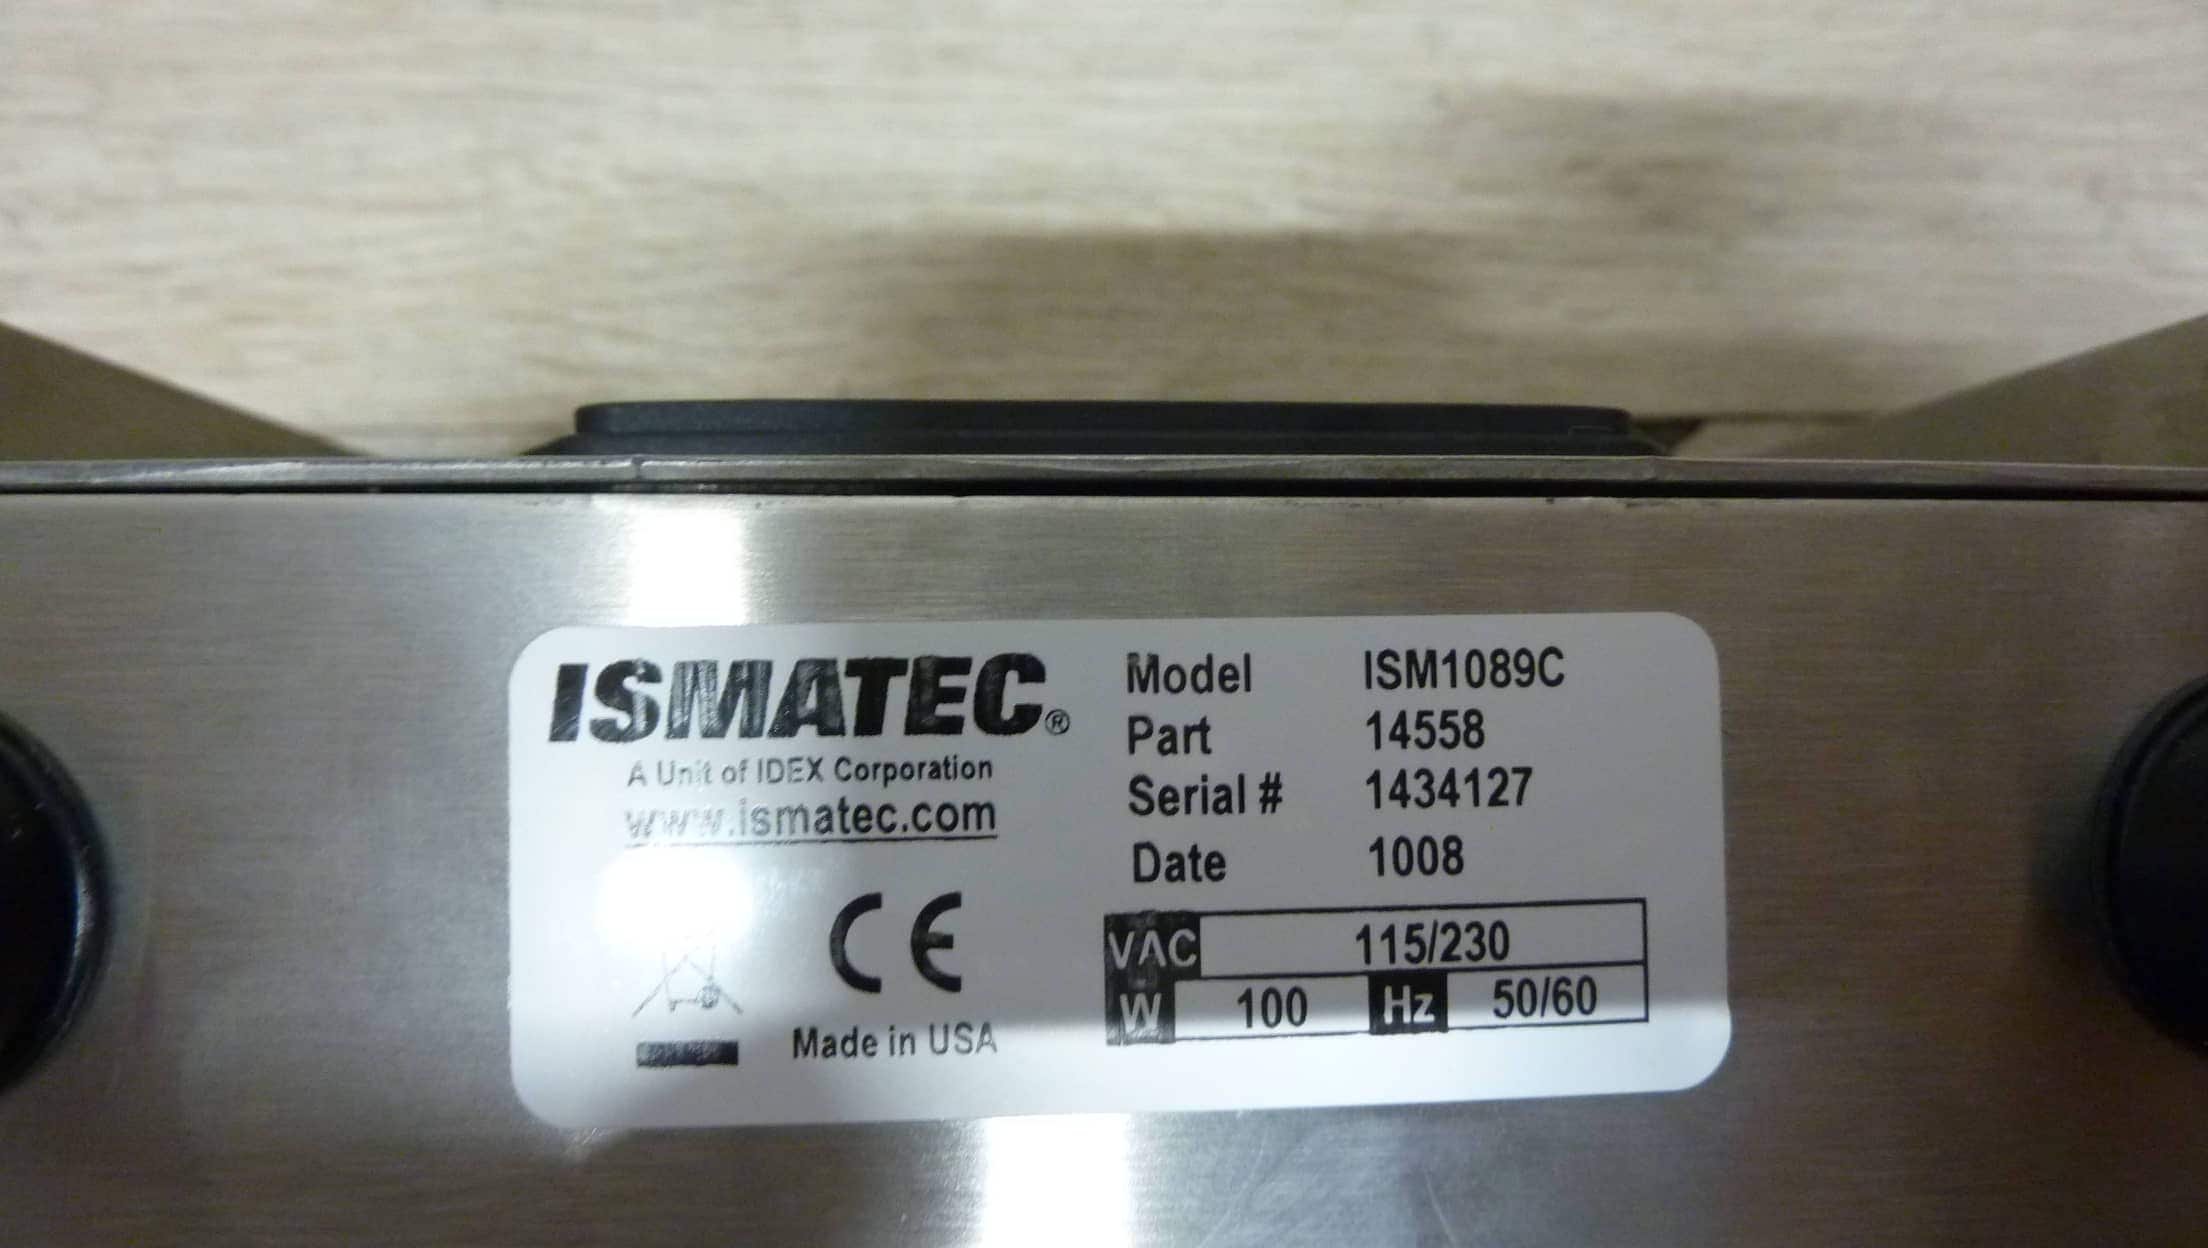 ISMATEC®
A Unit of IDEX Corporation
www.ismatec.com
CE
Made in USA
Model ISM1089C
Part 14558
Serial # 1434127
Date 1008
VAC 115/230
W 100 Hz 50/60